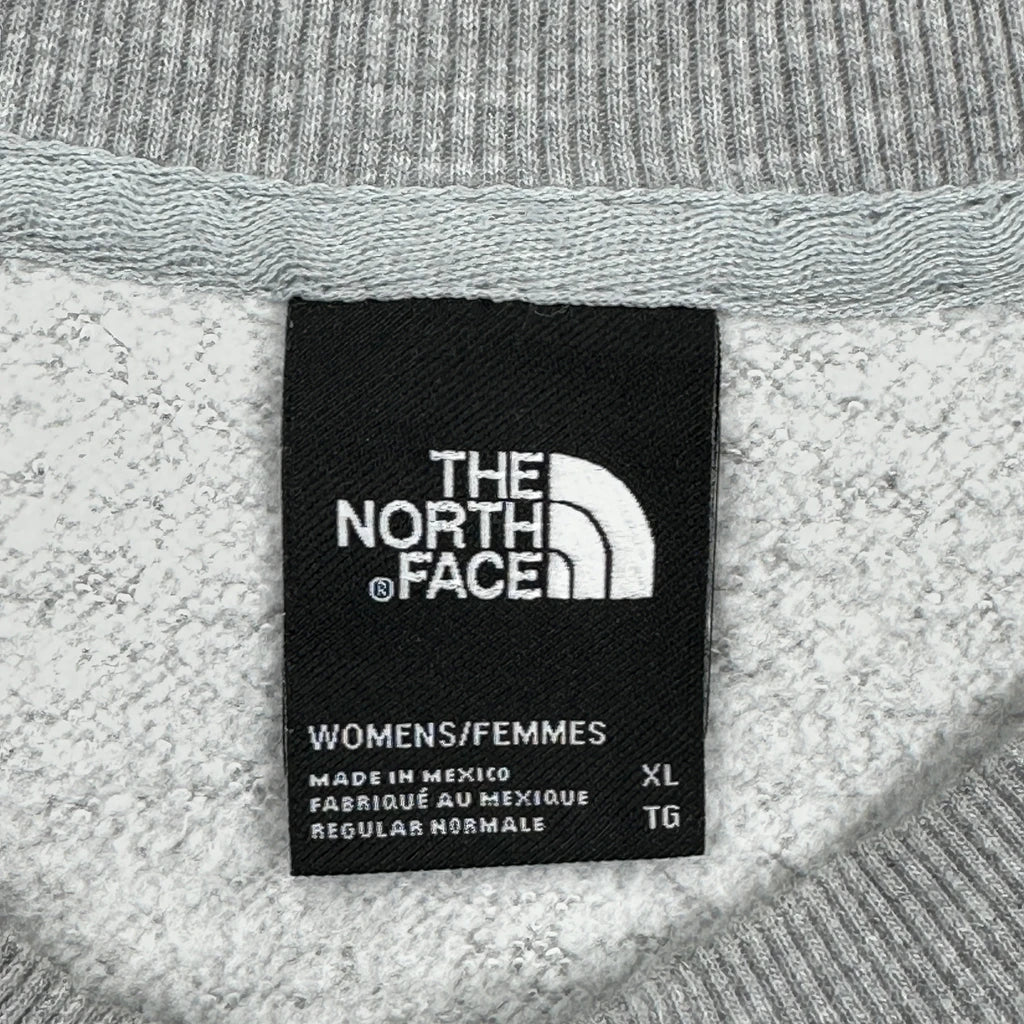 THE
NORTH
®FACE
WOMENS/FEMMES
MADE IN MEXICO XL
FABRIQUÉ AU MEXIQUE
REGULAR NORMALE TG